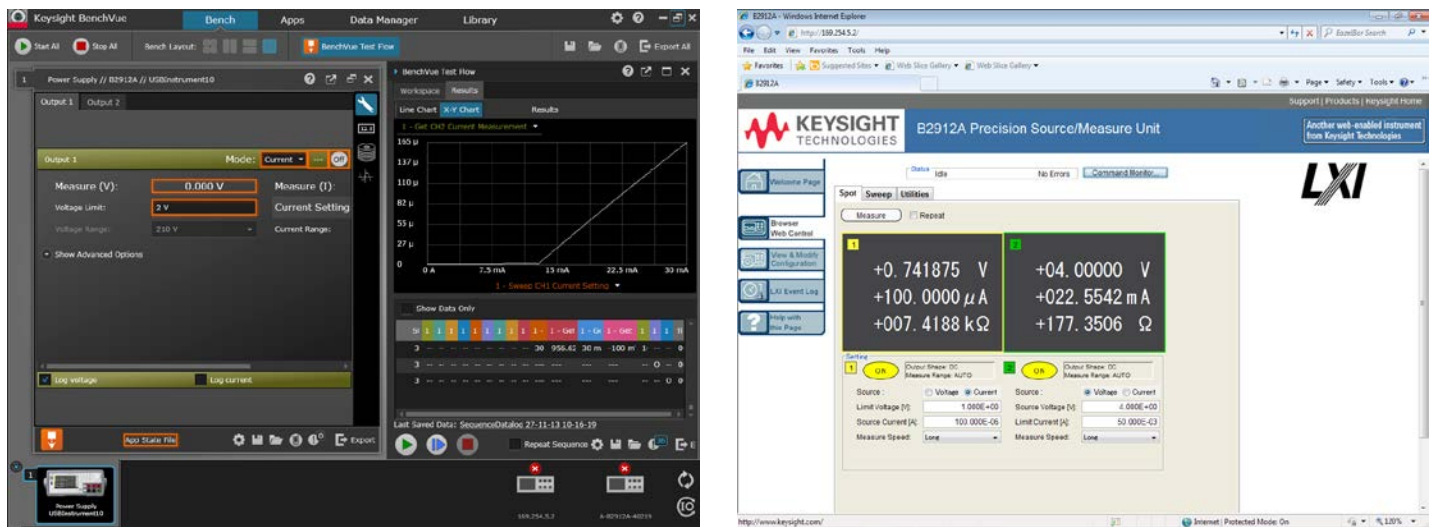 Keysight BenchVue Bench Apps Data Manager Library
Start All Stop All Bench Layout: BenchVue Test Flow Export All
1 Power Supply // B2912A // USBInstrument10
Output 1 Output 2
Output 1 Mode: Current Off
Measure (V): 0.000 V Measure (I):
Voltage Limit: 2 V Current Setting
Voltage Range: 210 V Current Range:
Show Advanced Options
Log voltage Log current
App State File Export
BenchVue Test Flow
Workspace Results
Line Chart X-Y Chart Results
1 - Get CH2 Current Measurement
165 µ
137 µ
110 µ
82 µ
55 µ
27 µ
0
0 A 7.5 mA 15 mA 22.5 mA 30 mA
1 - Sweep CH1 Current Setting
Show Data Only
Last Saved Data: SequenceDatalog 27-11-13 10-16-19
Repeat Sequence
1
Power Supply
USBInstrument10
169.254.5.2
B2912A - Windows Internet Explorer
http://169.254.5.2/
File Edit View Favorites Tools Help
Favorites Suggested Sites Web Slice Gallery Web Slice Gallery
B2912A Page Safety Tools
Support | Products | Keysight Home
KEYSIGHT
TECHNOLOGIES
B2912A Precision Source/Measure Unit
Another web-enabled instrument
from Keysight Technologies
LXI
Welcome Page
Browser
Web Control
View & Modify
Configuration
LXI Event Log
Help with
this Page
Status
Idle No Errors Command Monitor...
Spot Sweep Utilities
Measure Repeat
1 2
+0. 741875 V +04. 00000 V
+100. 0000 µ A +022. 5542 m A
+007. 4188 k Ω +177. 3506 Ω
Setting
1 ON Output Shape: DC 2 ON Output Shape: DC
Measure Range: AUTO Measure Range: AUTO
Source : Voltage Current Source : Voltage Current
Limit Voltage [V]: 1.000E+00 Source Voltage [V]: 4.000E+00
Source Current [A]: 100.000E-06 Limit Current [A]: 50.000E-03
Measure Speed: Long Measure Speed: Long
http://www.keysight.com/ Internet | Protected Mode: On 120%